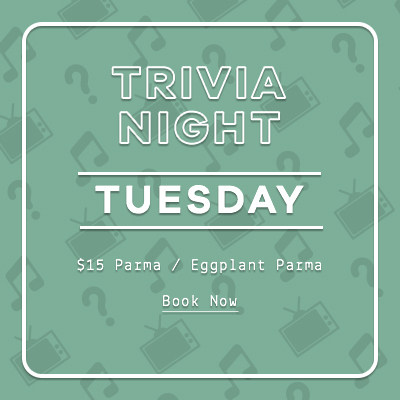 TRIVIA
NIGHT
TUESDAY
$15 Parma / Eggplant Parma
Book Now